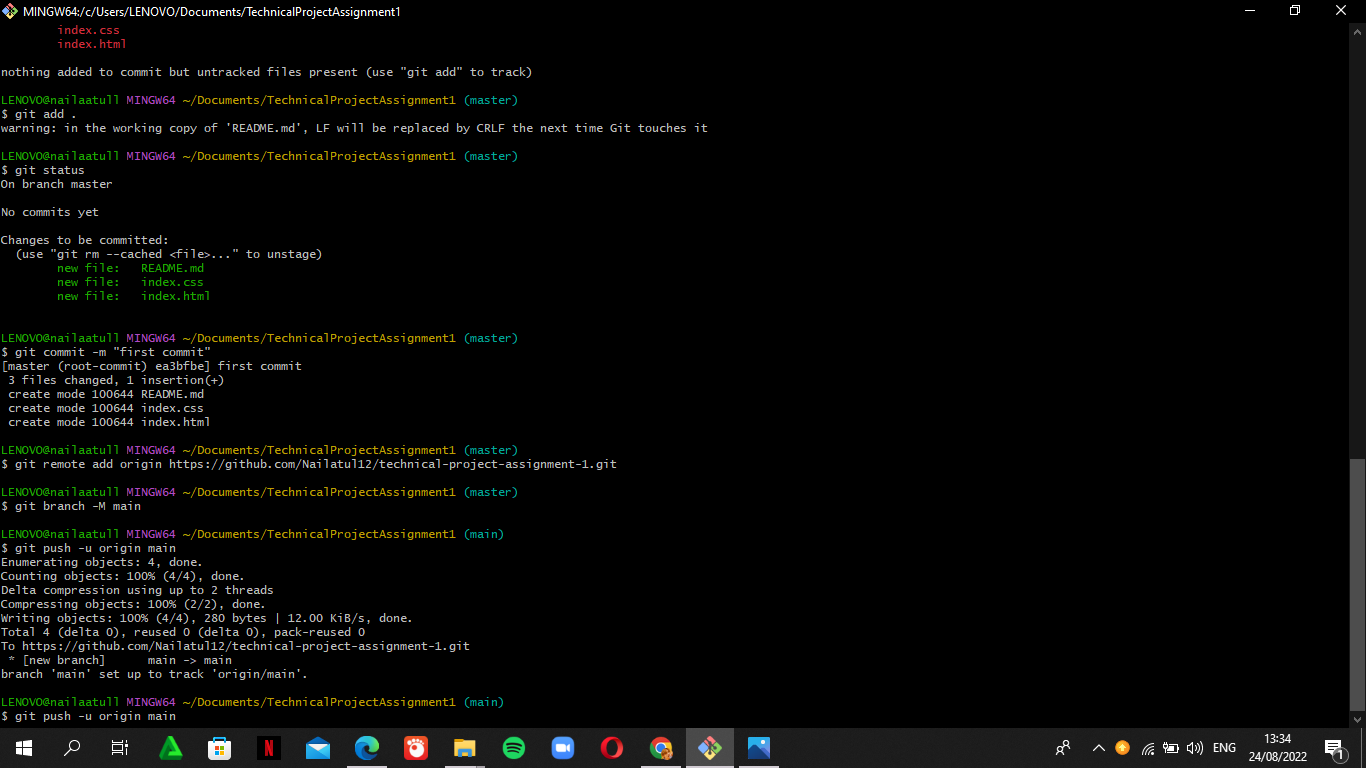 MINGW64:/c/Users/LENOVO/Documents/TechnicalProjectAssignment1
index.css
index.html
nothing added to commit but untracked files present (use "git add" to track)
LENOVO@nailaatull MINGW64 ~/Documents/TechnicalProjectAssignment1 (master)
$ git add .
warning: in the working copy of 'README.md', LF will be replaced by CRLF the next time Git touches it
LENOVO@nailaatull MINGW64 ~/Documents/TechnicalProjectAssignment1 (master)
$ git status
On branch master
No commits yet
Changes to be committed:
(use "git rm --cached <file>..." to unstage)
new file:   README.md
new file:   index.css
new file:   index.html
LENOVO@nailaatull MINGW64 ~/Documents/TechnicalProjectAssignment1 (master)
$ git commit -m "first commit"
[master (root-commit) ea3bfbe] first commit
3 files changed, 1 insertion(+)
create mode 100644 README.md
create mode 100644 index.css
create mode 100644 index.html
LENOVO@nailaatull MINGW64 ~/Documents/TechnicalProjectAssignment1 (master)
$ git remote add origin https://github.com/Nailatul12/technical-project-assignment-1.git
LENOVO@nailaatull MINGW64 ~/Documents/TechnicalProjectAssignment1 (master)
$ git branch -M main
LENOVO@nailaatull MINGW64 ~/Documents/TechnicalProjectAssignment1 (main)
$ git push -u origin main
Enumerating objects: 4, done.
Counting objects: 100% (4/4), done.
Delta compression using up to 2 threads
Compressing objects: 100% (2/2), done.
Writing objects: 100% (4/4), 280 bytes | 12.00 KiB/s, done.
Total 4 (delta 0), reused 0 (delta 0), pack-reused 0
To https://github.com/Nailatul12/technical-project-assignment-1.git
* [new branch]      main -> main
branch 'main' set up to track 'origin/main'.
LENOVO@nailaatull MINGW64 ~/Documents/TechnicalProjectAssignment1 (main)
$ git push -u origin main
N
ENG
13:34
24/08/2022
1